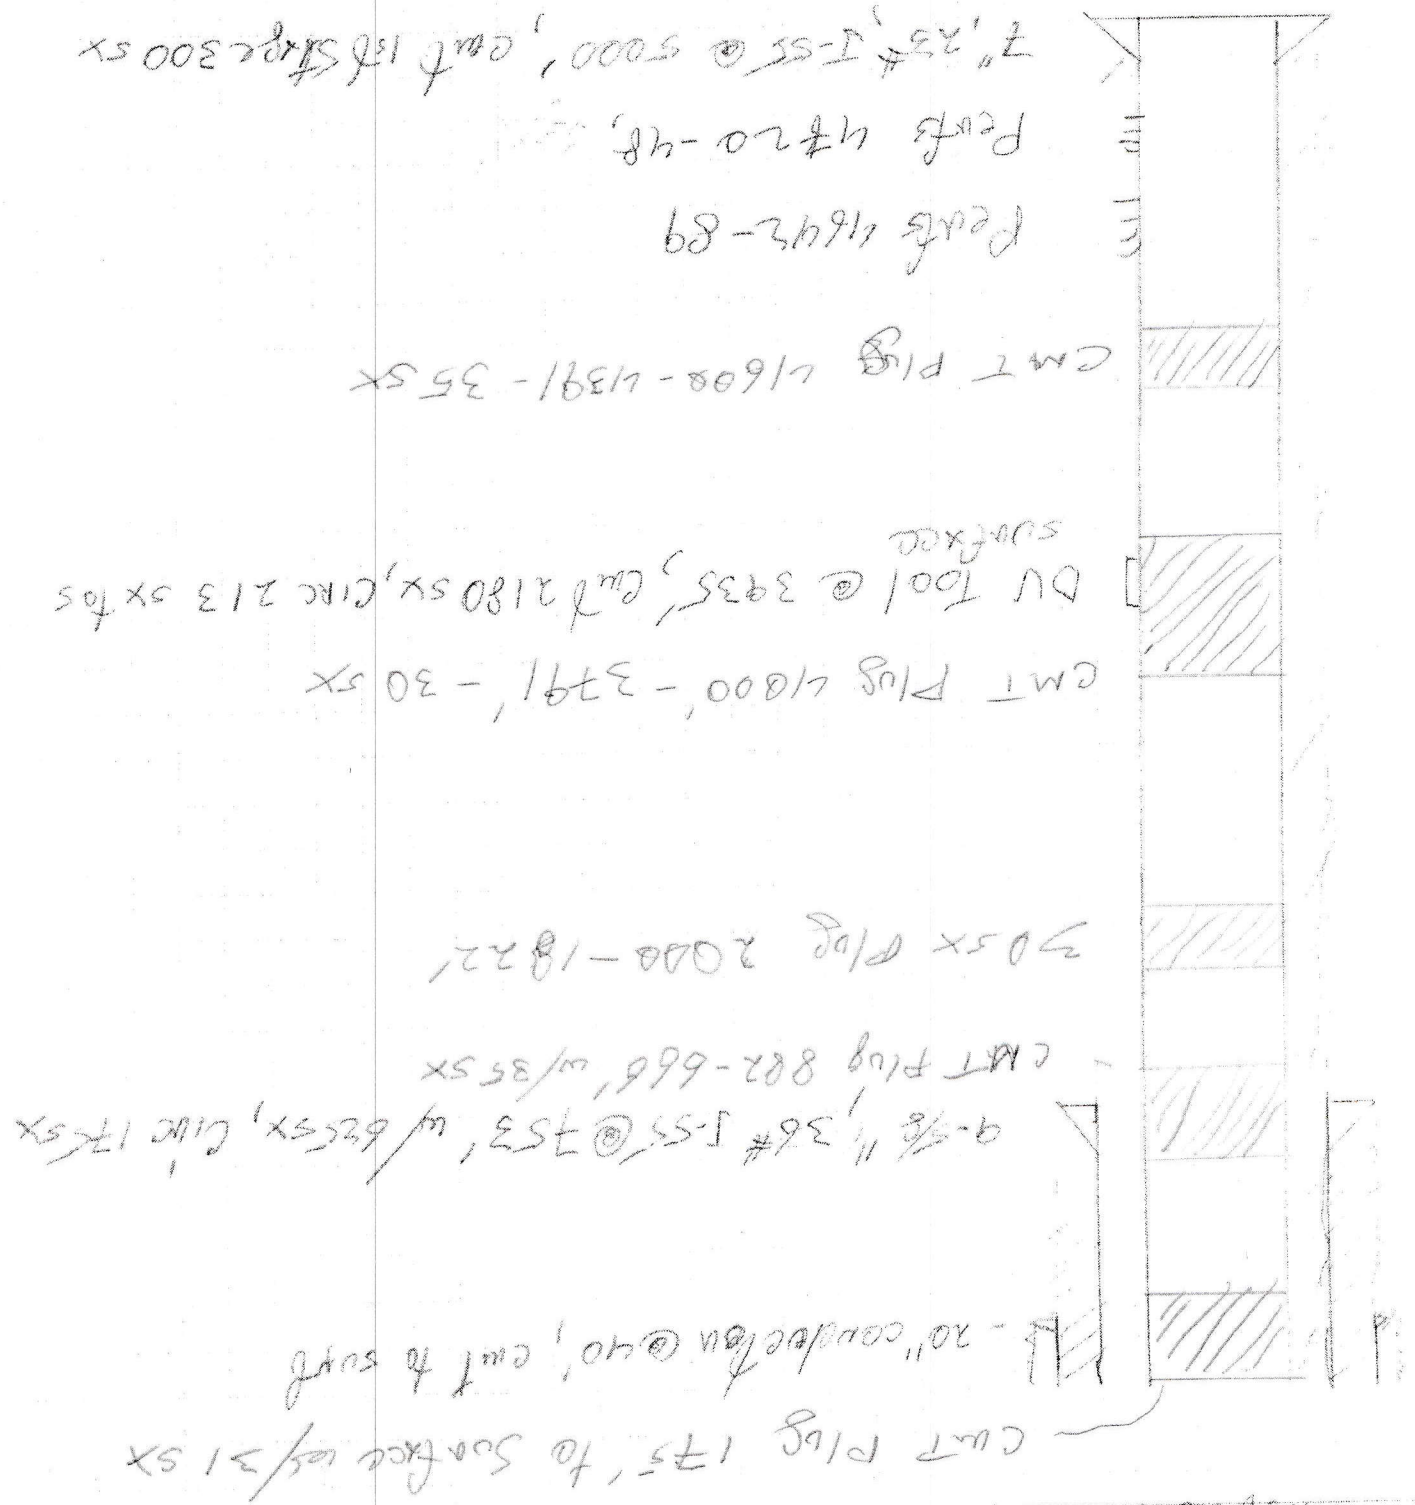 CMT Plug 175' to Surface w/31 sx
- 20" conductor @ 40', cmt to surf
9-5/8", 36# J-55 @ 753' w/ 625 sx, Circ 175 sx
- CMT Plug 882-666' w/35 sx
30 sx Plug 2000-1822'
CMT Plug 4000'-3791' - 30 sx
DV Tool @ 3935', cmt 2180 sx, circ 213 sx to s
surface
CMT Plug 4602-4391 - 35 sx
Perfs 4642-89
Perfs 4720-48,
7", 23#, J-55 @ 5000', cmt 1st Stage 300 sx